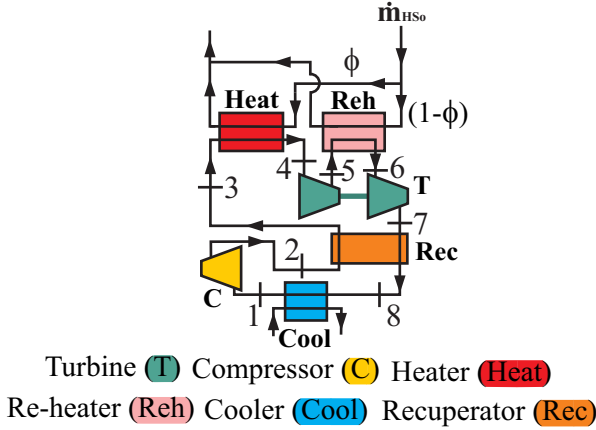 ṁHSo
ϕ
Heat
Reh
(1-ϕ)
4
5
6
T
3
7
2
Rec
C
1
8
Cool
Turbine (T) Compressor (C) Heater (Heat)
Re-heater (Reh) Cooler (Cool) Recuperator (Rec)